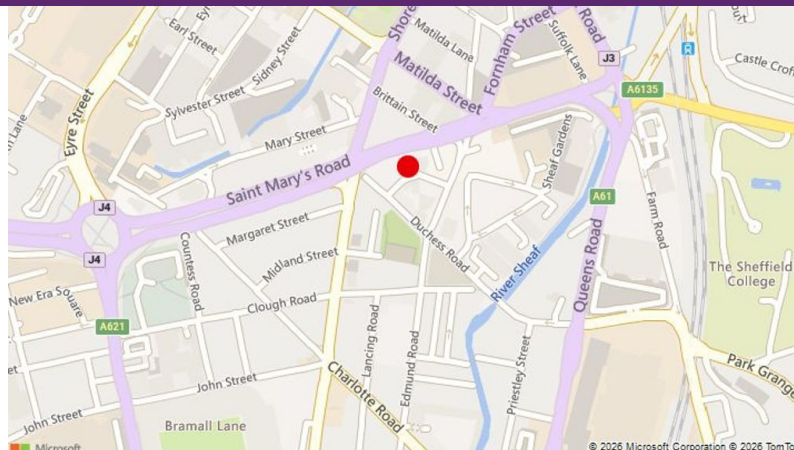 Earl Street
Sidney Street
Matilda Lane
Matilda Street
Fornham Street
Suffolk Lane
Road
J3
A6135
Castle Crof
Eyre Street
Sylvester Street
Brittain Street
Mary Street
Saint Mary's Road
Sheaf Gardens
A61
Farm Road
J4
J4
Margaret Street
Midland Street
Countess Road
Duchess Road
River Sheaf
Queens Road
The Sheffield
College
New Era Square
Clough Road
A621
Lancing Road
Edmund Road
Priestley Street
Park Grange
John Street
John Street
Charlotte Road
Bramall Lane
Microsoft
© 2026 Microsoft Corporation © 2026 TomTo